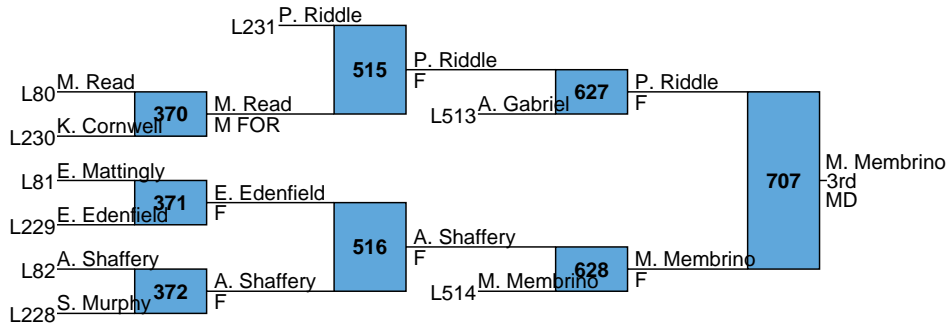 P. Riddle
L231
515
P. Riddle
F
627
P. Riddle
F
M. Read
L80
370
M. Read
M FOR
A. Gabriel
L513
K. Cornwell
L230
E. Mattingly
L81
371
E. Edenfield
F
707
M. Membrino
3rd
MD
E. Edenfield
L229
516
A. Shaffery
F
A. Shaffery
L82
372
A. Shaffery
F
628
M. Membrino
F
M. Membrino
L514
S. Murphy
L228